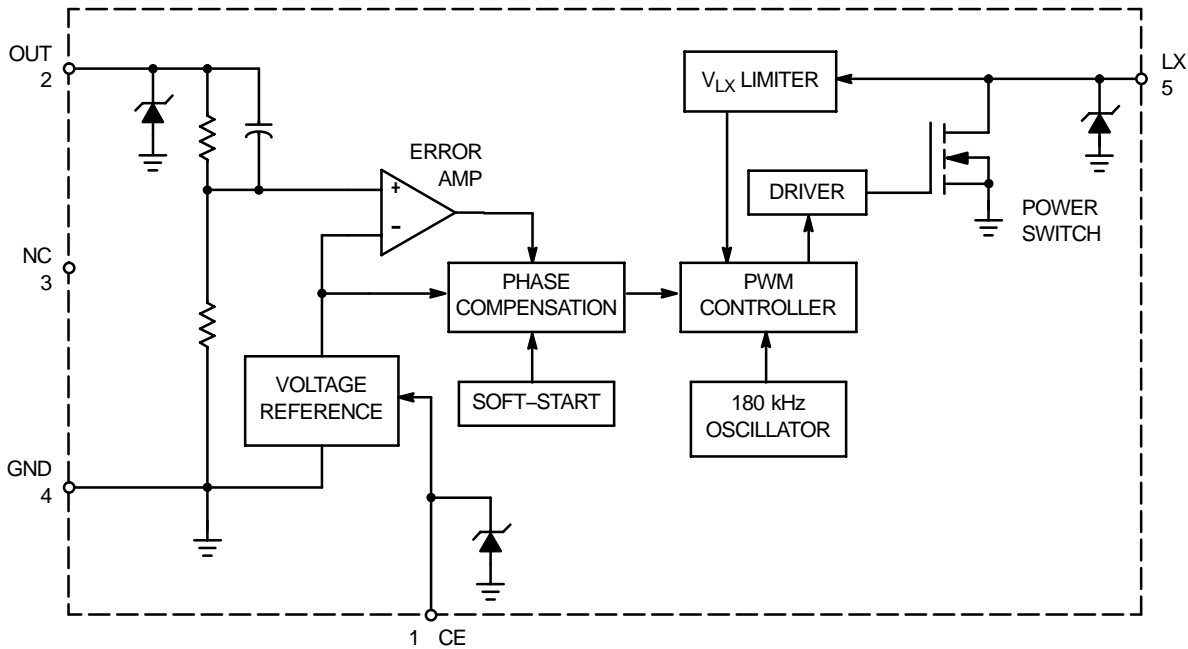 OUT
2
LX
5
VLX LIMITER
ERROR
AMP
+
−
DRIVER
POWER
SWITCH
NC
3
PHASE
COMPENSATION
PWM
CONTROLLER
VOLTAGE
REFERENCE
SOFT−START
180 kHz
OSCILLATOR
GND
4
1 CE